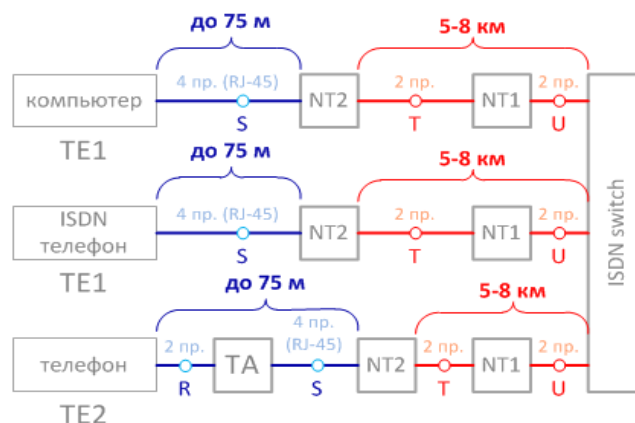 до 75 м 5-8 км
компьютер 4 пр. (RJ-45) NT2 2 пр. NT1 2 пр.
TE1 S T U
до 75 м 5-8 км
ISDN телефон 4 пр. (RJ-45) NT2 2 пр. NT1 2 пр.
TE1 S T U
до 75 м 5-8 км
телефон 2 пр. TA 4 пр. (RJ-45) NT2 2 пр. NT1 2 пр.
TE2 R S T U
ISDN switch